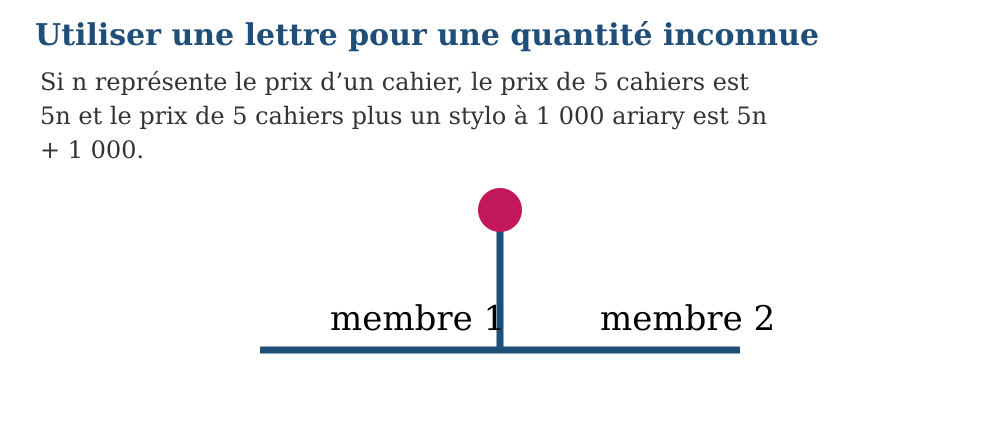 Utiliser une lettre pour une quantité inconnue
Si n représente le prix d’un cahier, le prix de 5 cahiers est
5n et le prix de 5 cahiers plus un stylo à 1 000 ariary est 5n
+ 1 000.
membre 1 membre 2